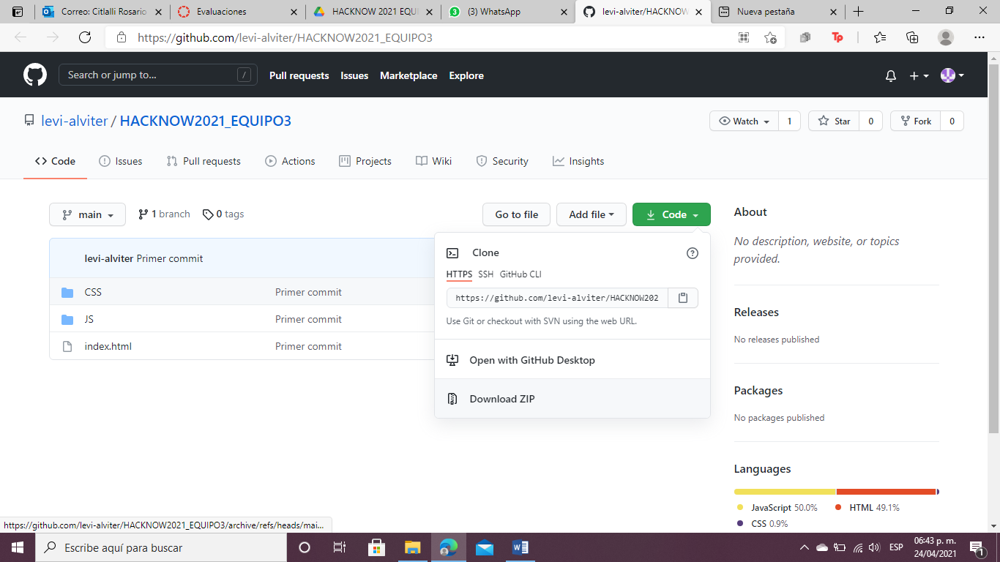 Correo: Citlalli Rosario
Evaluaciones
HACKNOW 2021 EQUI
(3) WhatsApp
levi-alviter/HACKNOW
Nueva pestaña
https://github.com/levi-alviter/HACKNOW2021_EQUIPO3
Search or jump to... /
Pull requests Issues Marketplace Explore
levi-alviter / HACKNOW2021_EQUIPO3
Watch 1 Star 0 Fork 0
Code Issues Pull requests Actions Projects Wiki Security Insights
main 1 branch 0 tags
Go to file Add file Code
levi-alviter Primer commit
CSS Primer commit
JS Primer commit
index.html Primer commit
Clone
HTTPS SSH GitHub CLI
https://github.com/levi-alviter/HACKNOW202
Use Git or checkout with SVN using the web URL.
Open with GitHub Desktop
Download ZIP
About
No description, website, or topics
provided.
Releases
No releases published
Packages
No packages published
Languages
JavaScript 50.0% HTML 49.1%
CSS 0.9%
https://github.com/levi-alviter/HACKNOW2021_EQUIPO3/archive/refs/heads/mai...
Escribe aquí para buscar
ESP
06:43 p. m.
24/04/2021
1